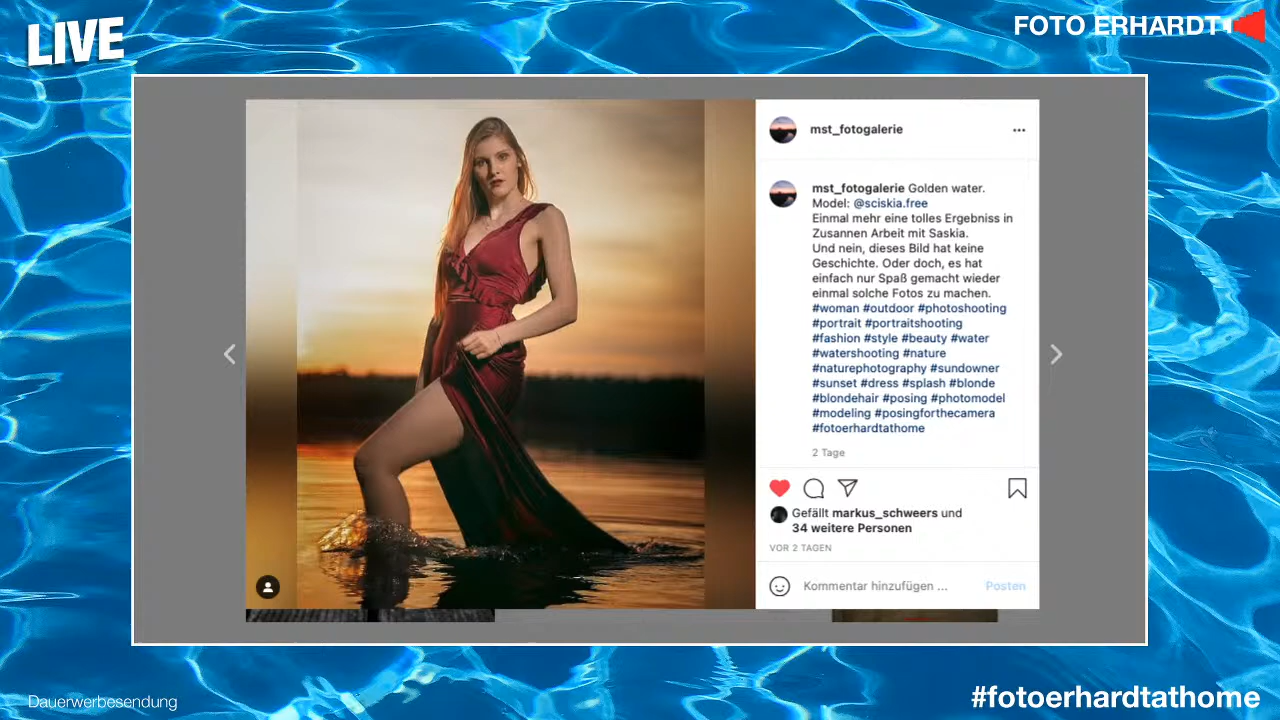 LIVE
FOTO ERHARDT
mst_fotogalerie
mst_fotogalerie Golden water.
Model: @sciskia.free
Einmal mehr eine tolles Ergebniss in
Zusannen Arbeit mit Saskia.
Und nein, dieses Bild hat keine
Geschichte. Oder doch, es hat
einfach nur Spaß gemacht wieder
einmal solche Fotos zu machen.
#woman #outdoor #photoshooting
#portrait #portraitshooting
#fashion #style #beauty #water
#watershooting #nature
#naturephotography #sundowner
#sunset #dress #splash #blonde
#blondehair #posing #photomodel
#modeling #posingforthecamera
#fotoerhardtathome
2 Tage
Gefällt markus_schweers und
34 weitere Personen
VOR 2 TAGEN
Kommentar hinzufügen ... Posten
Dauerwerbesendung
#fotoerhardtathome